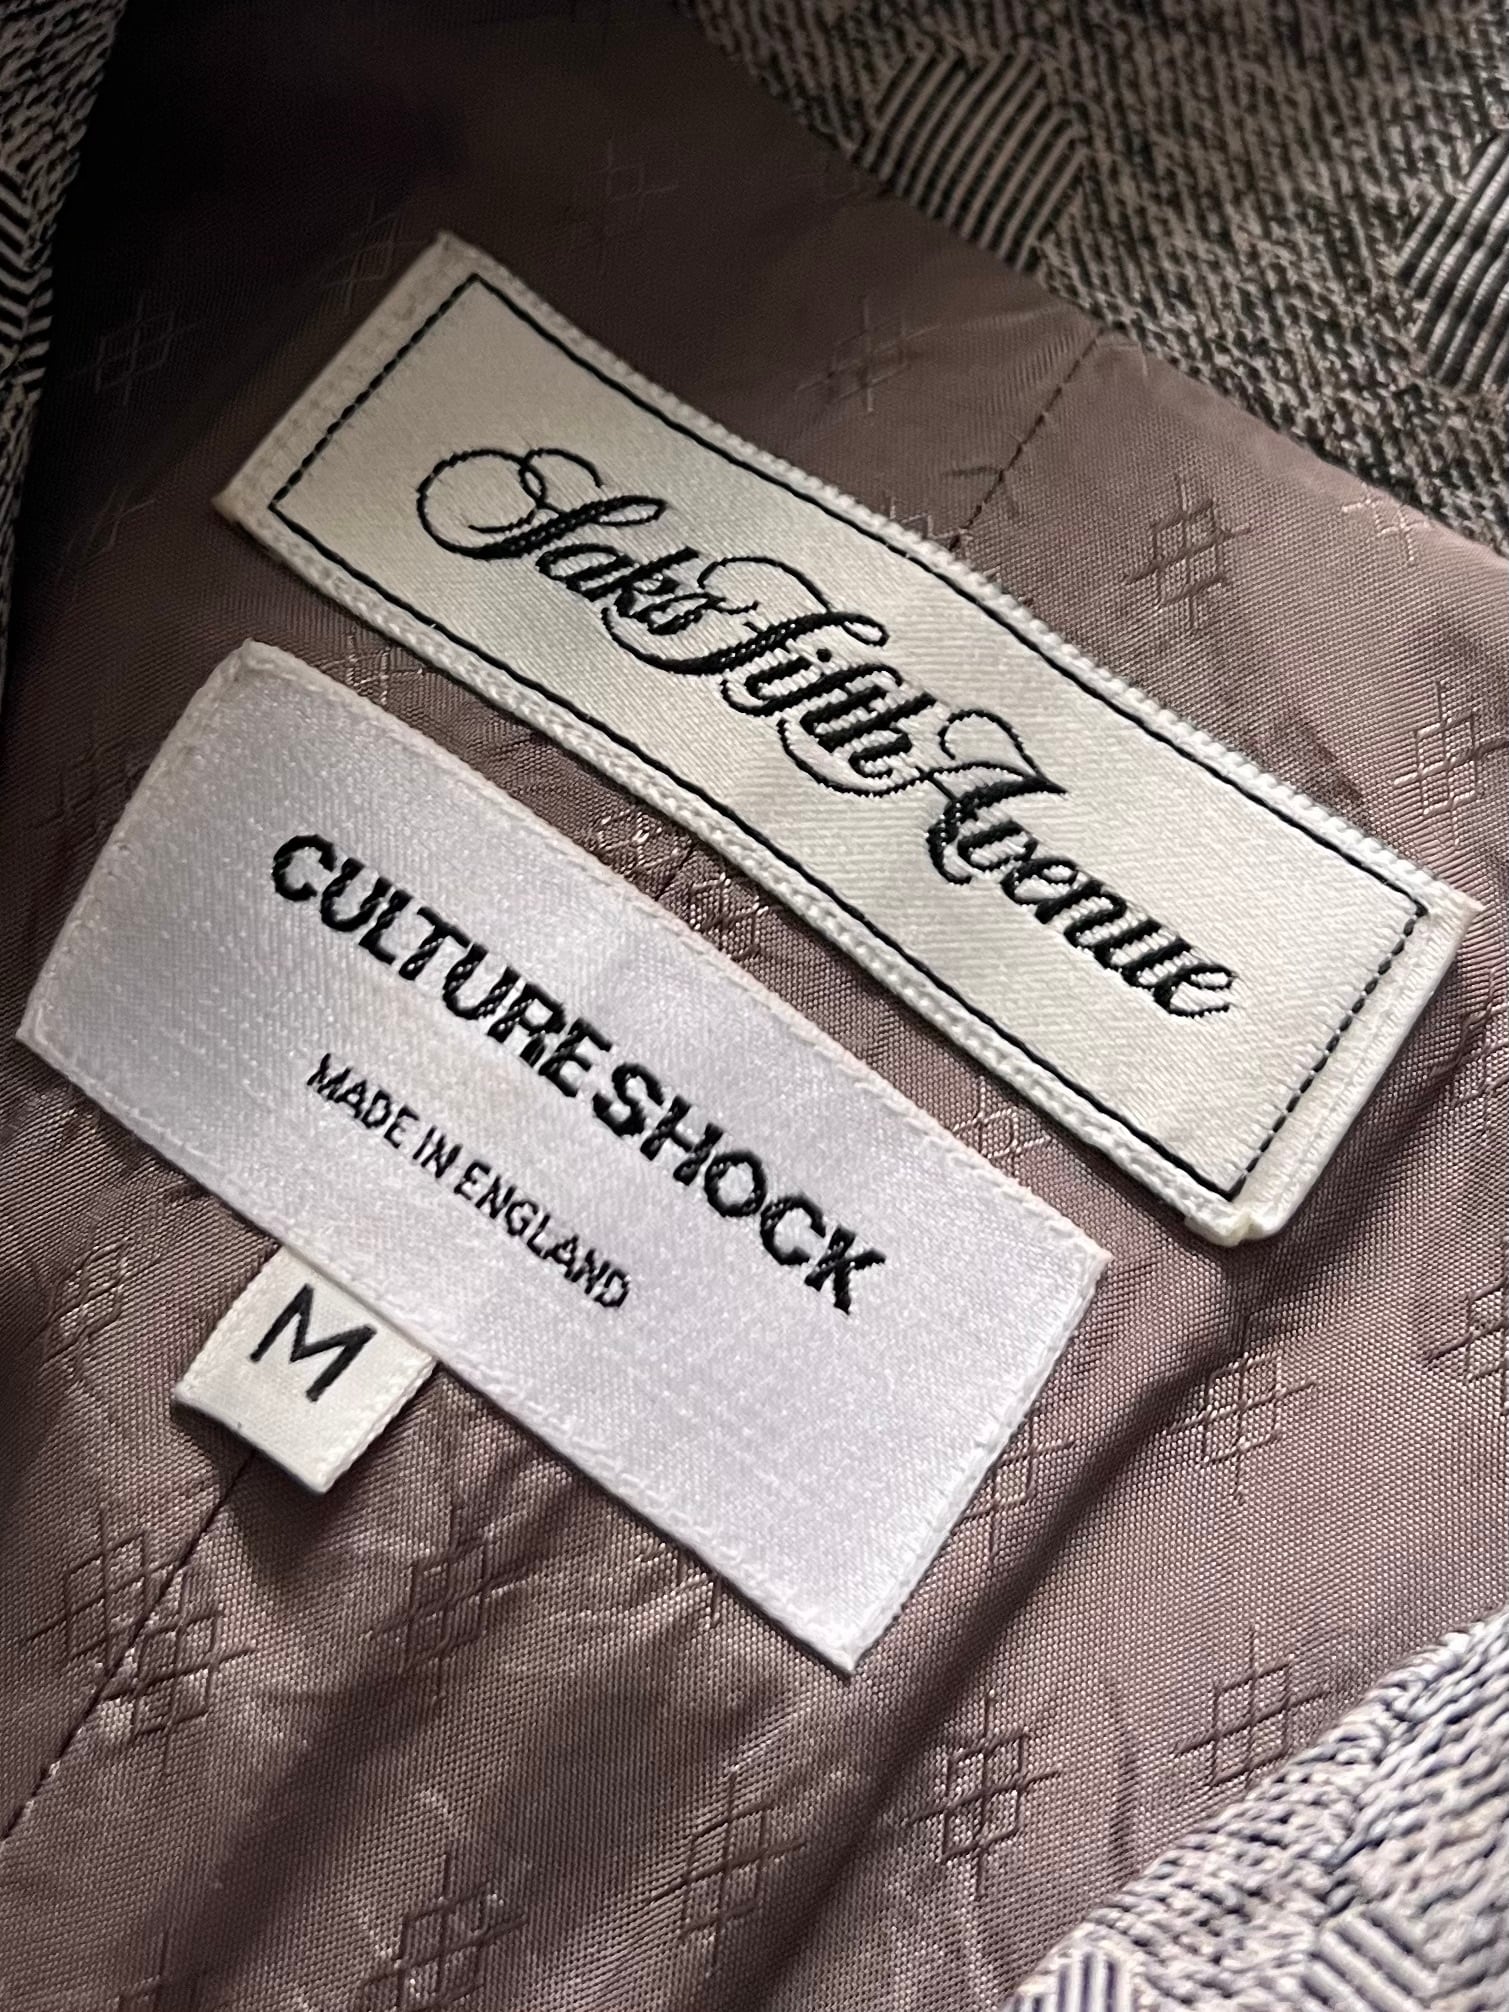 Saks Fifth Avenue
CULTURE SHOCK
MADE IN ENGLAND
M